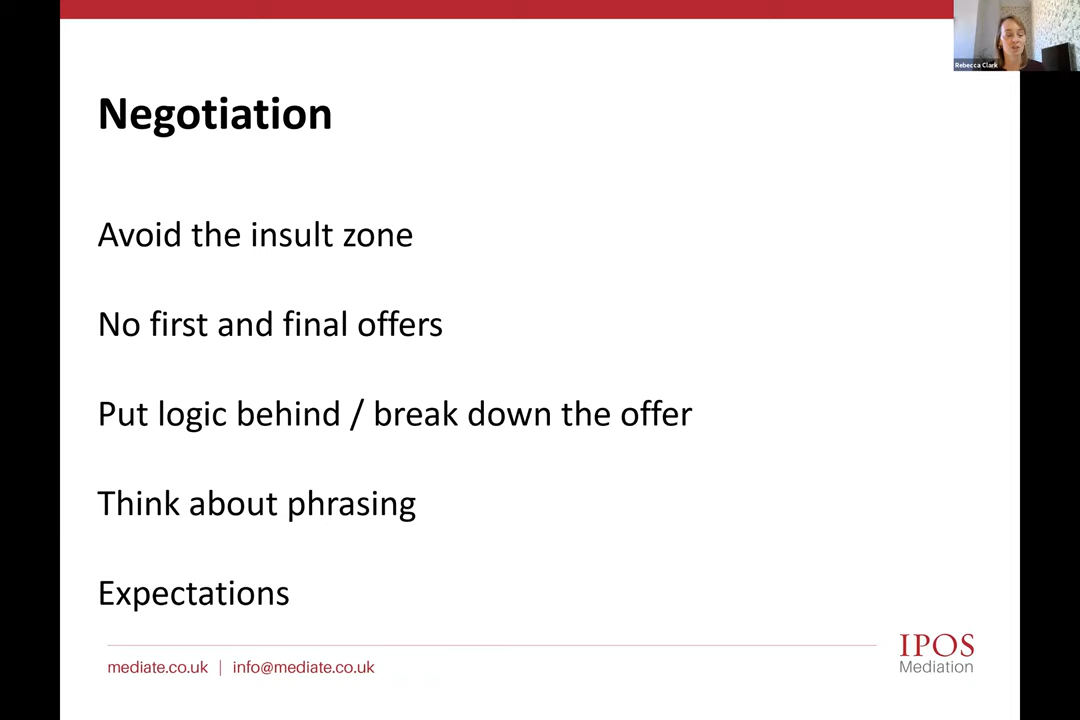 Rebecca Clark
Negotiation
Avoid the insult zone
No first and final offers
Put logic behind / break down the offer
Think about phrasing
Expectations
mediate.co.uk | info@mediate.co.uk
IPOS
Mediation